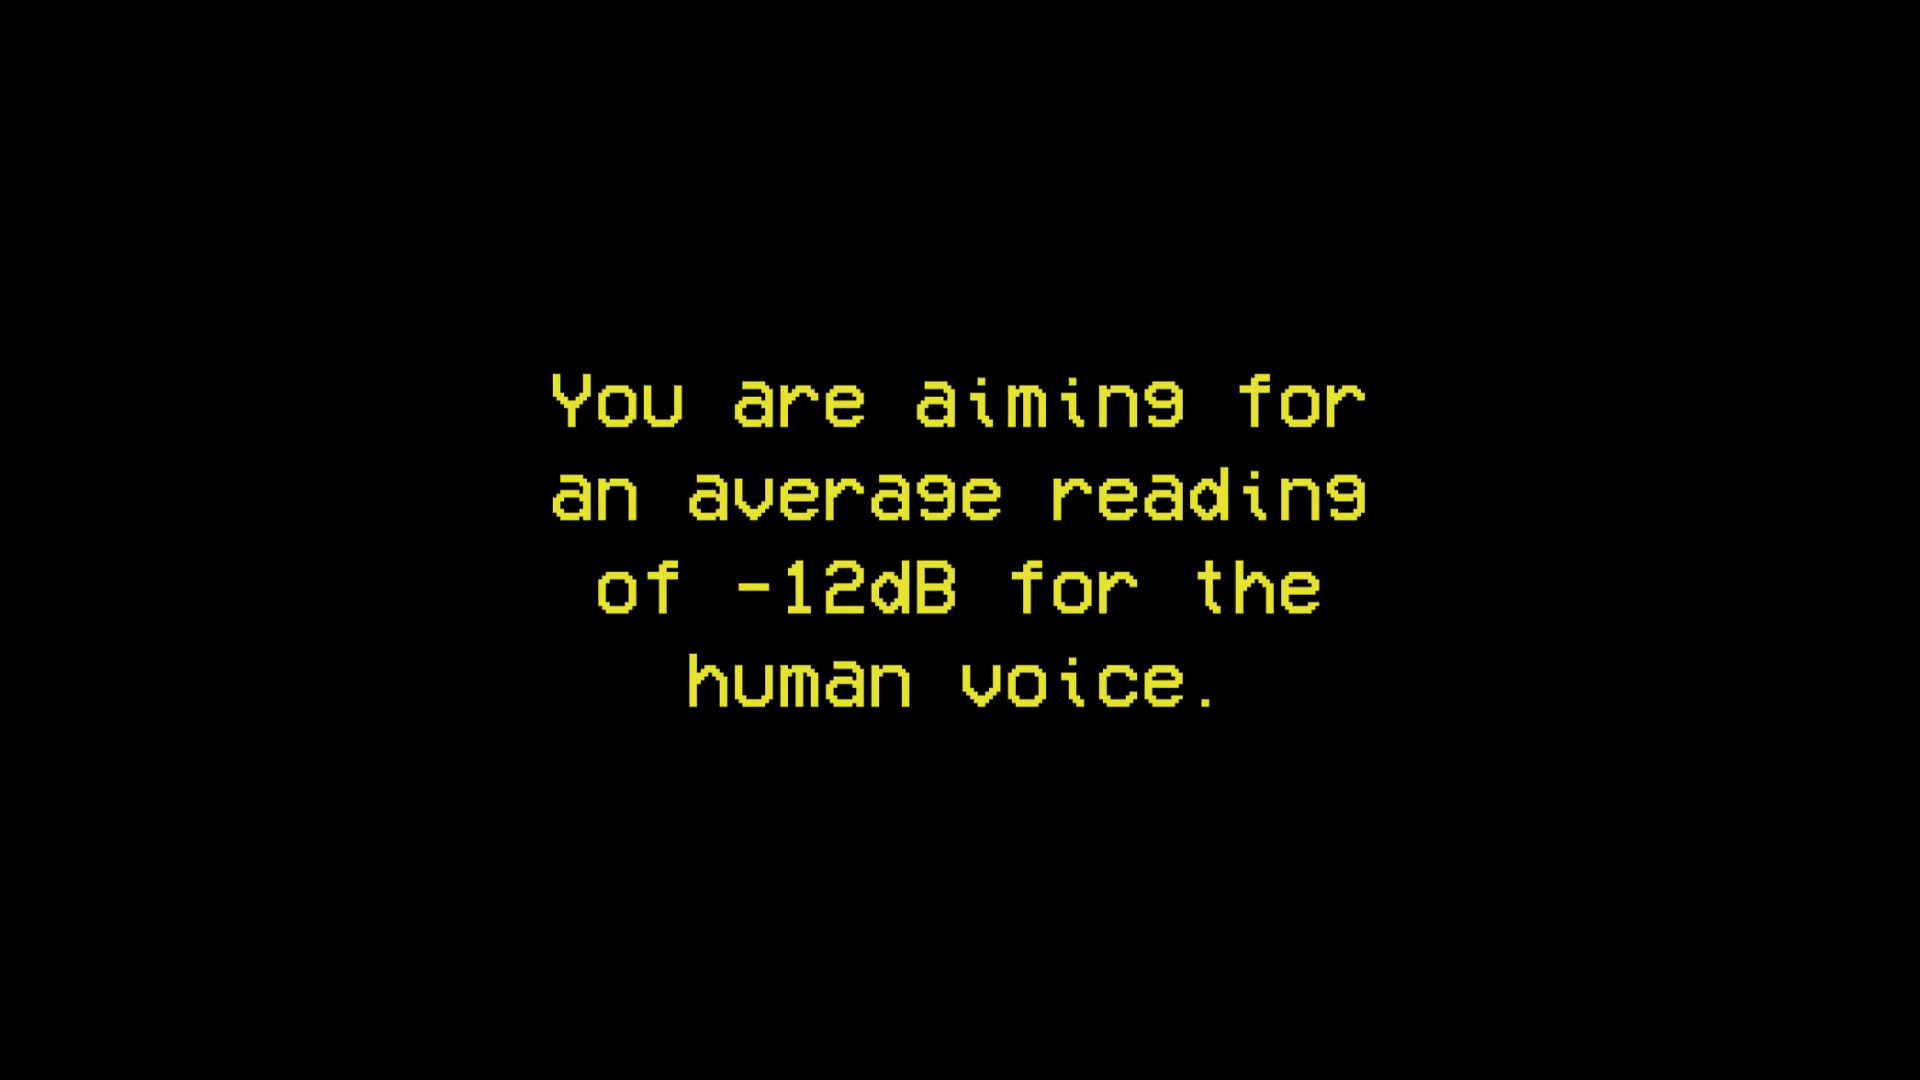 You are aiming for
an average reading
of -12dB for the
human voice.